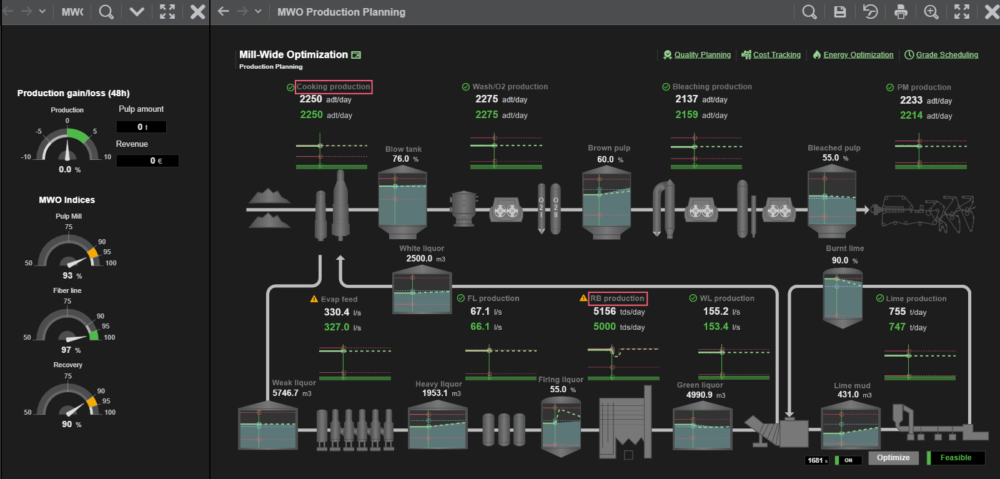 MWC
MWO Production Planning
Production gain/loss (48h)
Production
0
-5
5
-10
10
0.0 %
Pulp amount
0 t
Revenue
0 €
MWO Indices
Pulp Mill
75
90
95
50
100
93 %
Fiber line
75
90
95
50
100
97 %
Recovery
75
90
95
50
100
90 %
Mill-Wide Optimization
Production Planning
Quality Planning
Cost Tracking
Energy Optimization
Grade Scheduling
Cooking production
2250 adt/day
2250 adt/day
Wash/O2 production
2275 adt/day
2275 adt/day
Bleaching production
2137 adt/day
2159 adt/day
PM production
2233 adt/day
2214 adt/day
Blow tank
76.0 %
Brown pulp
60.0 %
Bleached pulp
55.0 %
O2 I
O2 II
White liquor
2500.0 m3
Burnt lime
90.0 %
Evap feed
330.4 l/s
327.0 l/s
FL production
67.1 l/s
66.1 l/s
RB production
5156 tds/day
5000 tds/day
WL production
155.2 l/s
153.4 l/s
Lime production
755 t/day
747 t/day
Weak liquor
5746.7 m3
Heavy liquor
1953.1 m3
Firing liquor
55.0 %
Green liquor
4990.9 m3
Lime mud
431.0 m3
1681 s
ON
Optimize
Feasible